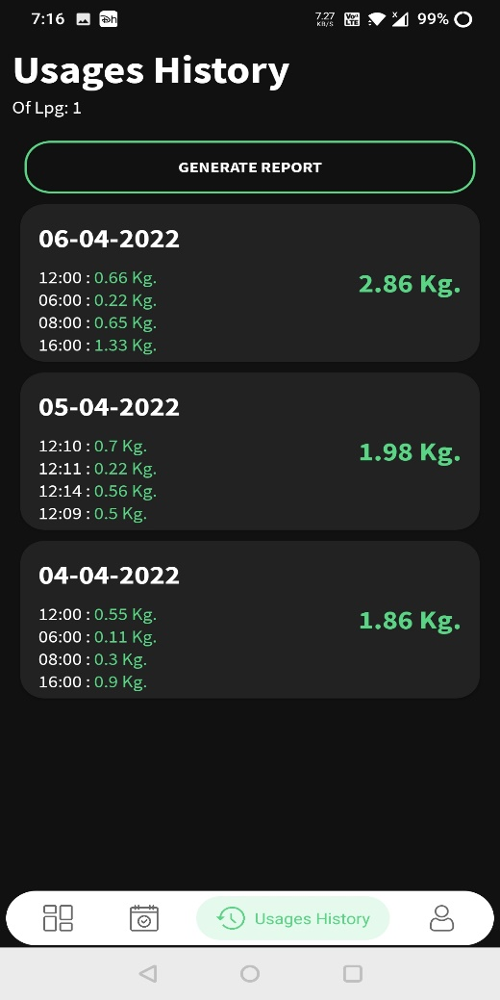 7:16
7.27 KB/S
Vo) LTE
x
99%
Usages History
Of Lpg: 1
GENERATE REPORT
06-04-2022
12:00 : 0.66 Kg.
06:00 : 0.22 Kg.
08:00 : 0.65 Kg.
16:00 : 1.33 Kg.
2.86 Kg.
05-04-2022
12:10 : 0.7 Kg.
12:11 : 0.22 Kg.
12:14 : 0.56 Kg.
12:09 : 0.5 Kg.
1.98 Kg.
04-04-2022
12:00 : 0.55 Kg.
06:00 : 0.11 Kg.
08:00 : 0.3 Kg.
16:00 : 0.9 Kg.
1.86 Kg.
Usages History